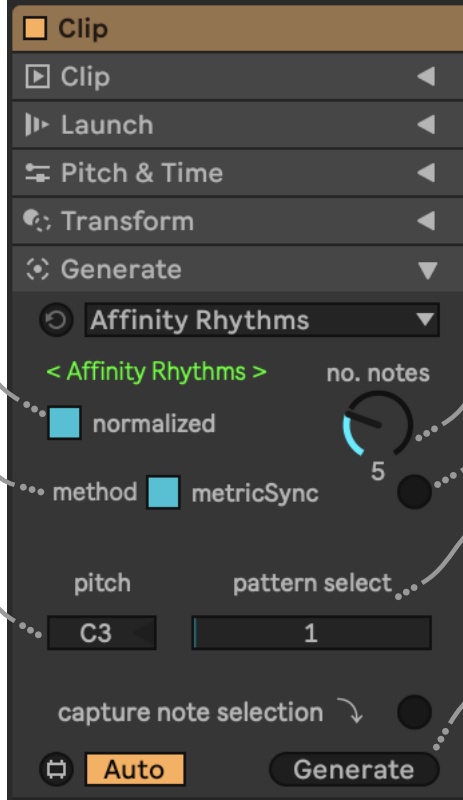 Clip
Clip
Launch
Pitch & Time
Transform
Generate
Affinity Rhythms
< Affinity Rhythms >
no. notes
normalized
5
method
metricSync
pitch
pattern select
C3
1
capture note selection
Auto
Generate